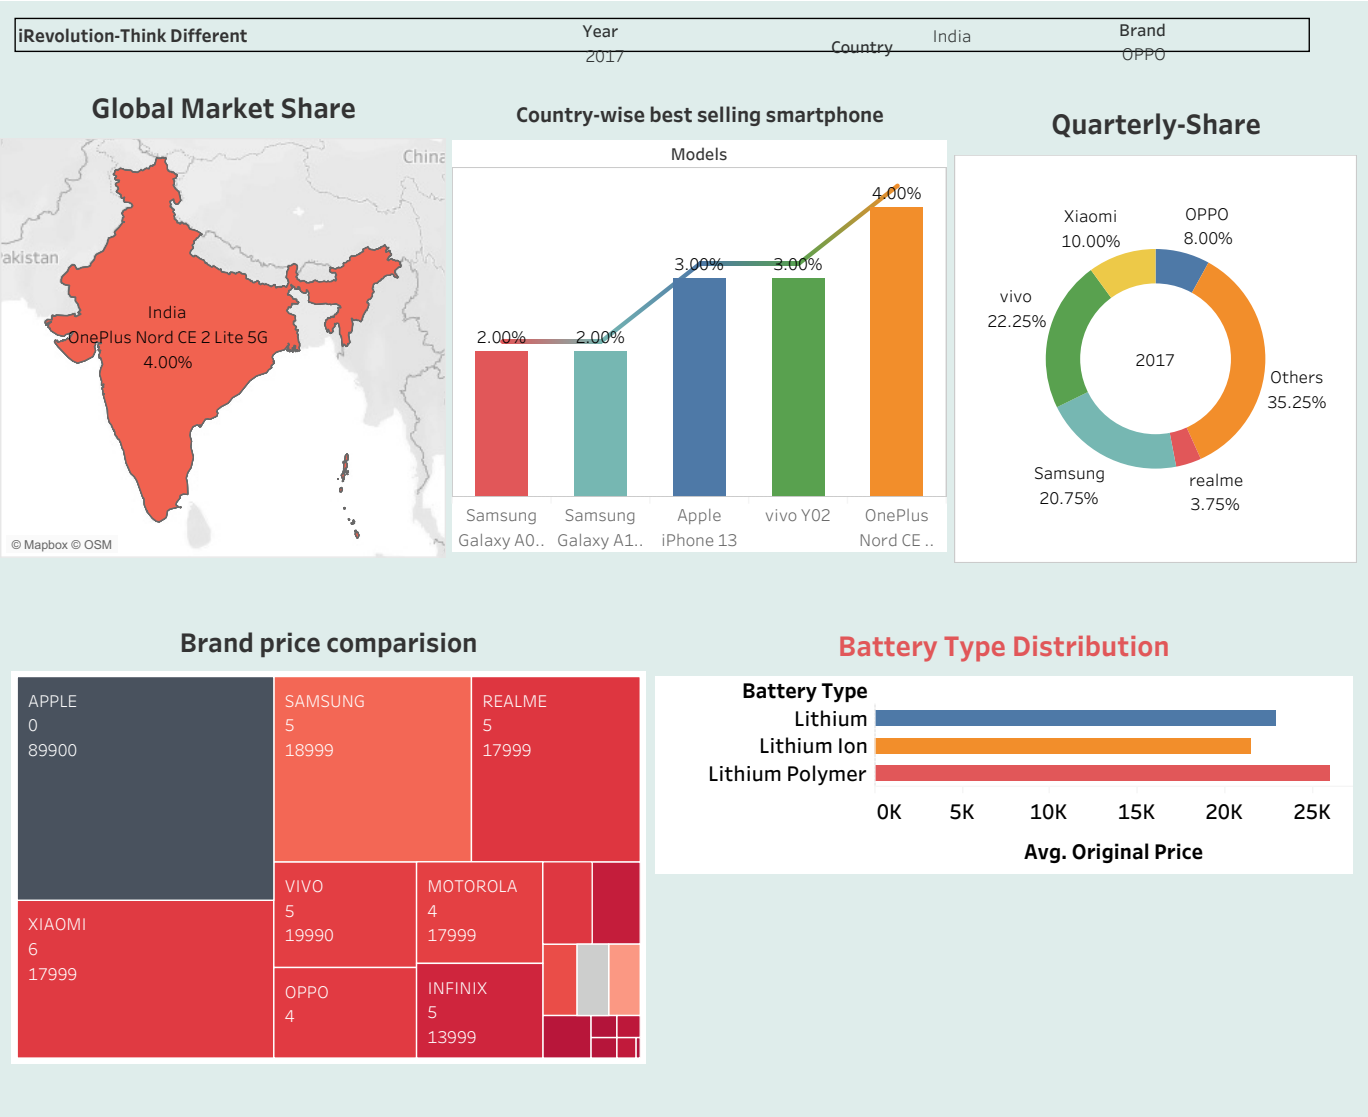 iRevolution-Think Different
Year
2017
Country
India
Brand
OPPO
Global Market Share
China
akistan
India
OnePlus Nord CE 2 Lite 5G
4.00%
© Mapbox © OSM
Country-wise best selling smartphone
Models
2.00%
2.00%
3.00%
3.00%
4.00%
Samsung
Galaxy A0..
Samsung
Galaxy A1..
Apple
iPhone 13
vivo Y02
OnePlus
Nord CE ..
Quarterly-Share
Xiaomi
10.00%
OPPO
8.00%
vivo
22.25%
2017
Others
35.25%
Samsung
20.75%
realme
3.75%
Brand price comparision
APPLE
0
89900
SAMSUNG
5
18999
REALME
5
17999
XIAOMI
6
17999
VIVO
5
19990
MOTOROLA
4
17999
OPPO
4
INFINIX
5
13999
Battery Type Distribution
Battery Type
Lithium
Lithium Ion
Lithium Polymer
0K 5K 10K 15K 20K 25K
Avg. Original Price